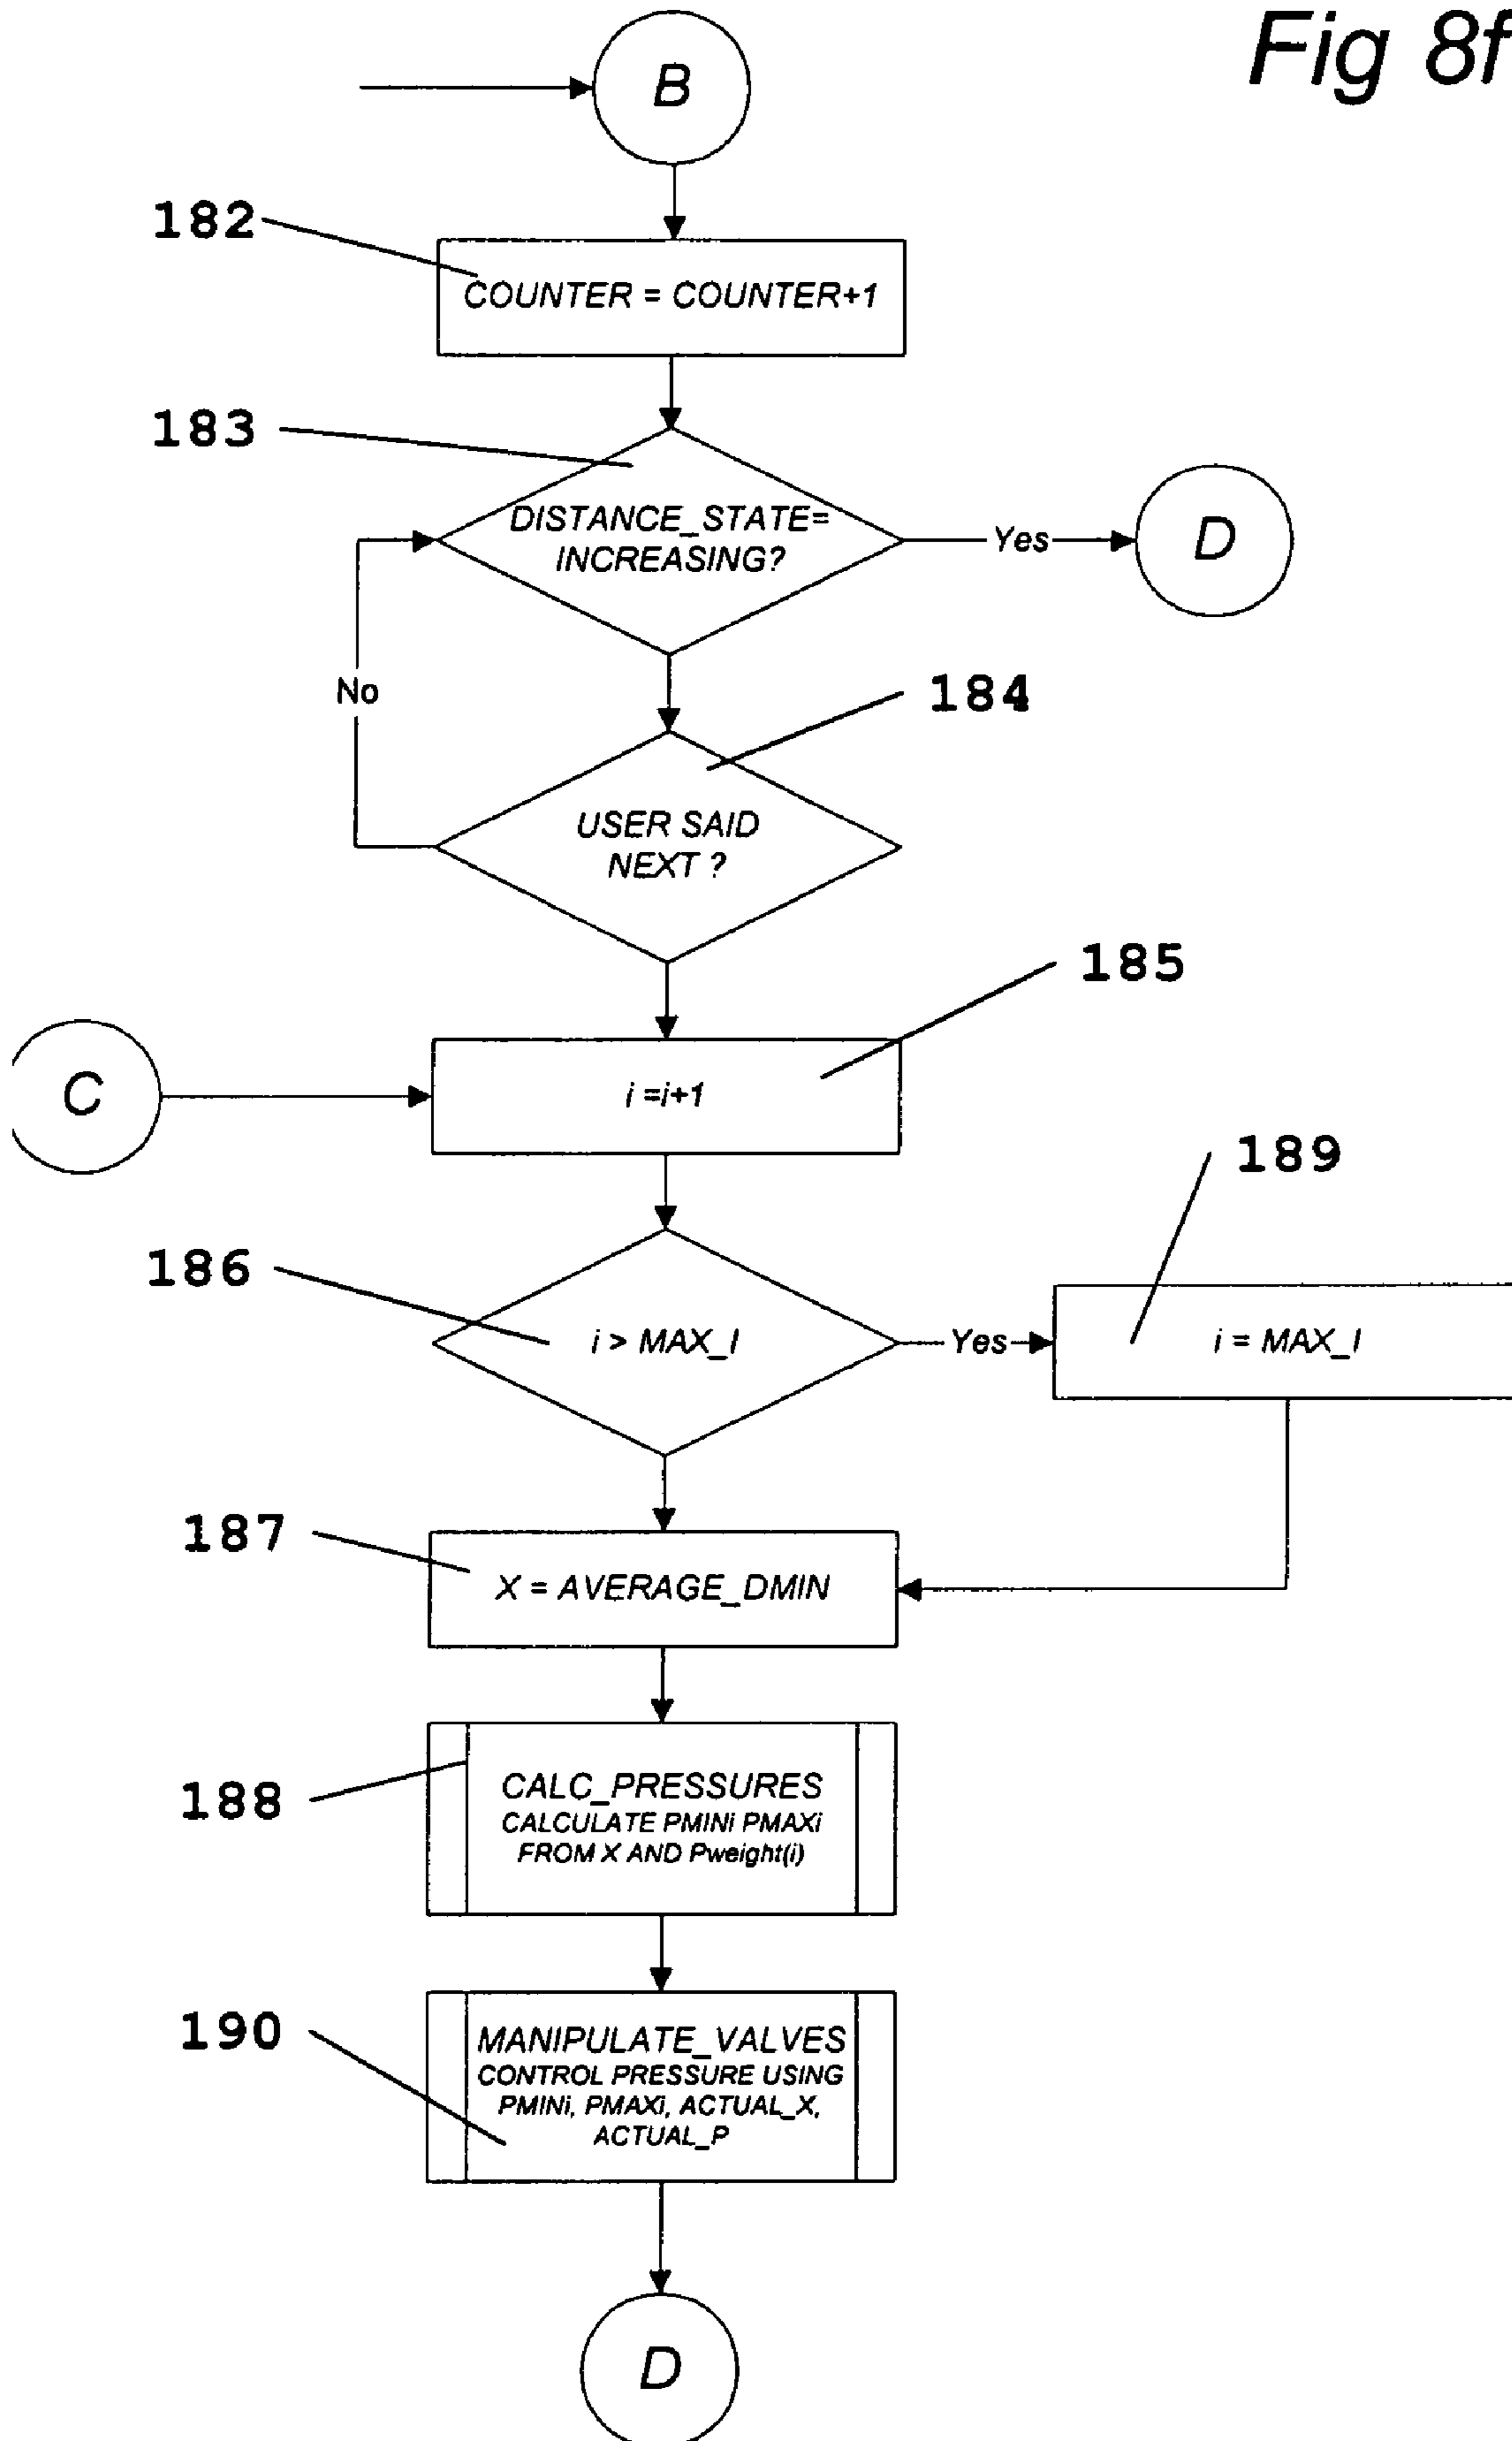 Fig 8f
B
182
COUNTER = COUNTER+1
183
DISTANCE_STATE=
INCREASING?
Yes
D
No
184
USER SAID
NEXT ?
185
C
i =i+1
189
186
i > MAX_I
Yes
i = MAX_I
187
X = AVERAGE_DMIN
188
CALC_PRESSURES
CALCULATE PMINi PMAXi
FROM X AND Pweight(i)
190
MANIPULATE_VALVES
CONTROL PRESSURE USING
PMINi, PMAXi, ACTUAL_X,
ACTUAL_P
D